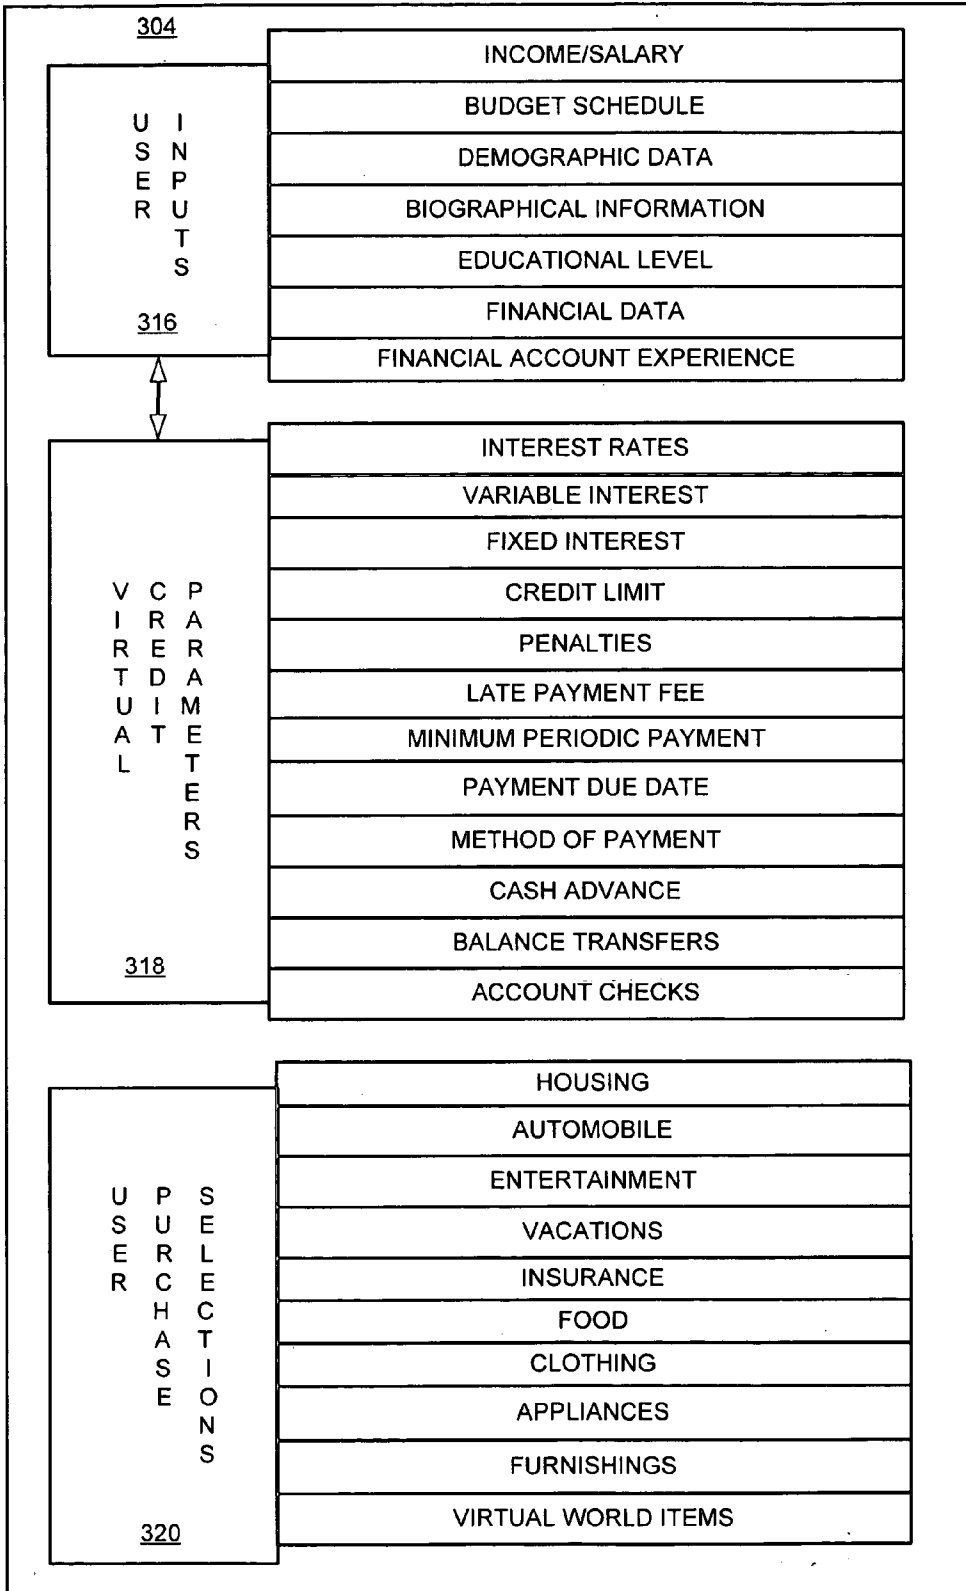 304
USER INPUTS
316
INCOME/SALARY
BUDGET SCHEDULE
DEMOGRAPHIC DATA
BIOGRAPHICAL INFORMATION
EDUCATIONAL LEVEL
FINANCIAL DATA
FINANCIAL ACCOUNT EXPERIENCE
VIRTUAL CREDIT PARAMETERS
318
INTEREST RATES
VARIABLE INTEREST
FIXED INTEREST
CREDIT LIMIT
PENALTIES
LATE PAYMENT FEE
MINIMUM PERIODIC PAYMENT
PAYMENT DUE DATE
METHOD OF PAYMENT
CASH ADVANCE
BALANCE TRANSFERS
ACCOUNT CHECKS
USER PURCHASE SELECTIONS
320
HOUSING
AUTOMOBILE
ENTERTAINMENT
VACATIONS
INSURANCE
FOOD
CLOTHING
APPLIANCES
FURNISHINGS
VIRTUAL WORLD ITEMS